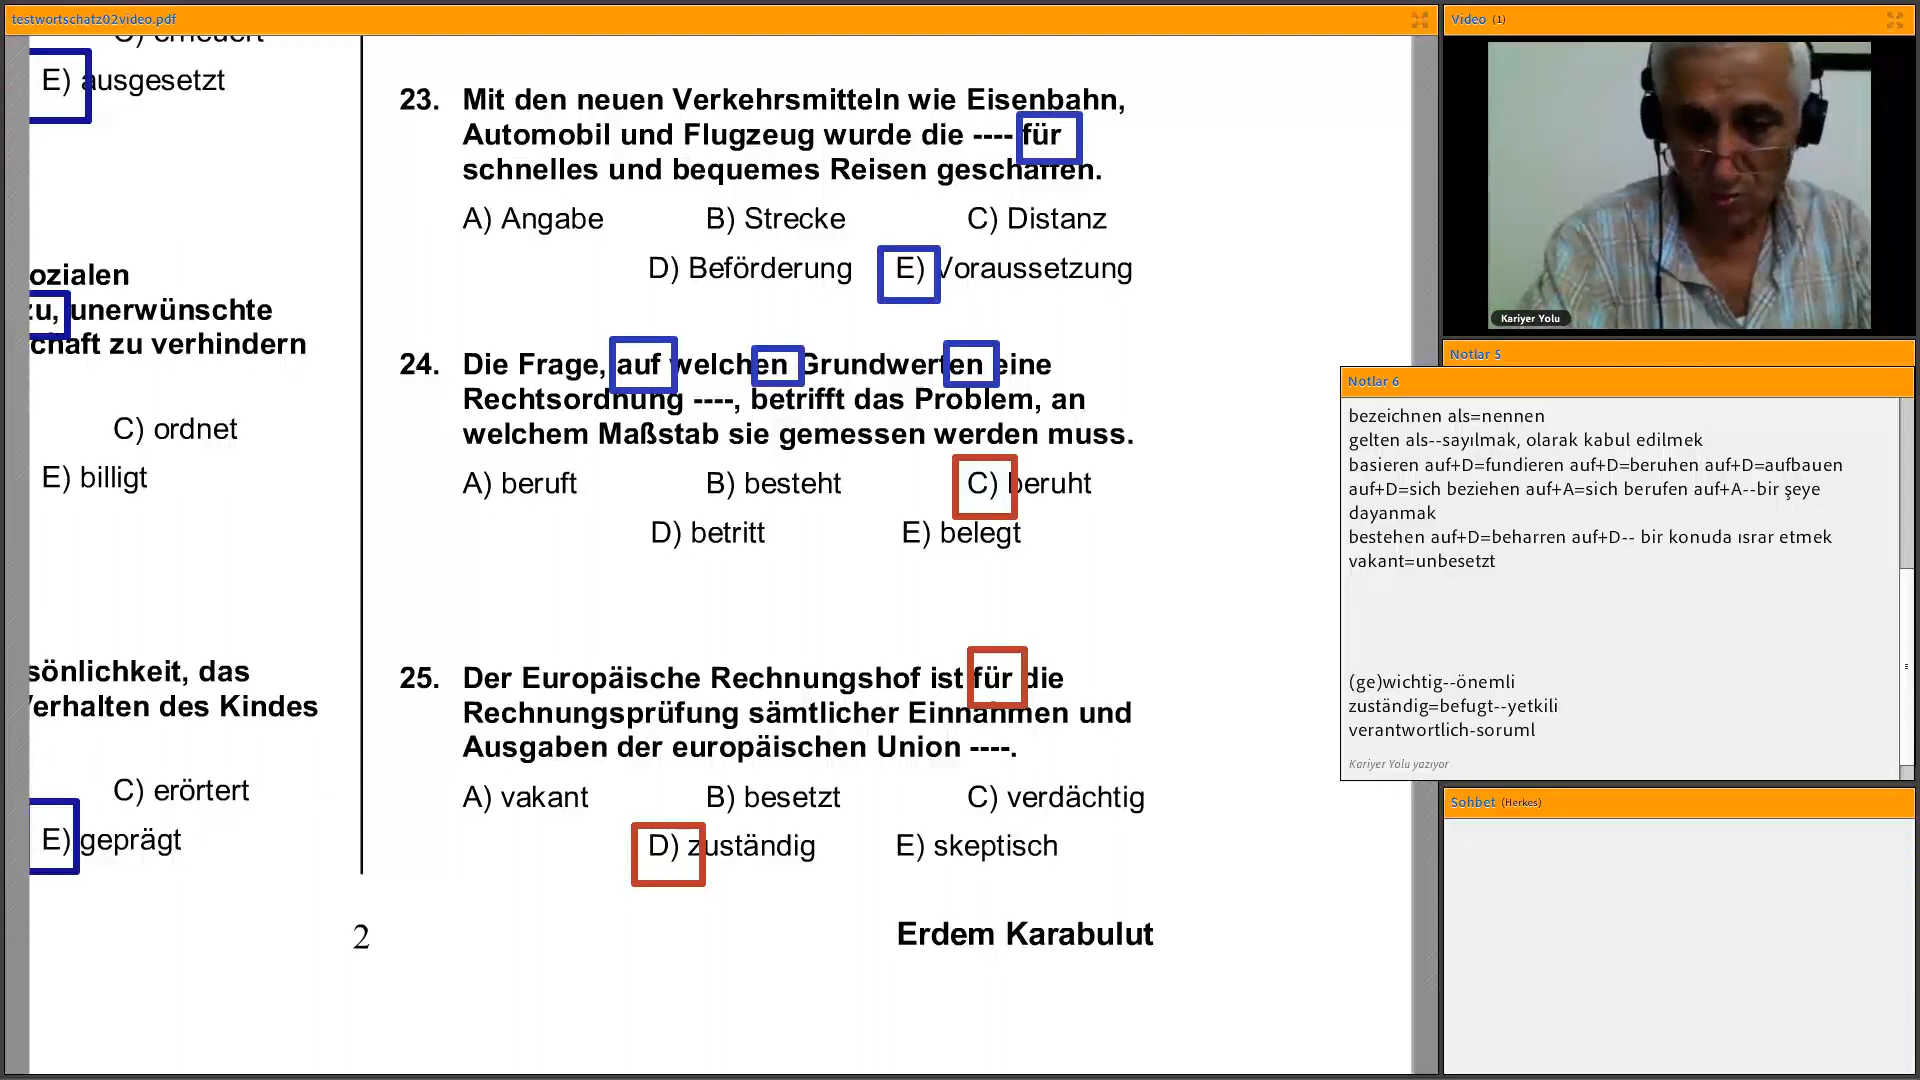 testwortschatz02video.pdf
E) ausgesetzt
ozialen
zu, unerwünschte
chaft zu verhindern
C) ordnet
E) billigt
sönlichkeit, das
Verhalten des Kindes
C) erörtert
E) geprägt
23. Mit den neuen Verkehrsmitteln wie Eisenbahn,
Automobil und Flugzeug wurde die ---- für
schnelles und bequemes Reisen geschaffen.
A) Angabe B) Strecke C) Distanz
D) Beförderung E) Voraussetzung
24. Die Frage, auf welchen Grundwerten eine
Rechtsordnung ----, betrifft das Problem, an
welchem Maßstab sie gemessen werden muss.
A) beruft B) besteht C) beruht
D) betritt E) belegt
25. Der Europäische Rechnungshof ist für die
Rechnungsprüfung sämtlicher Einnahmen und
Ausgaben der europäischen Union ----.
A) vakant B) besetzt C) verdächtig
D) zuständig E) skeptisch
2
Erdem Karabulut
Video (1)
Kariyer Yolu
Notlar 5
Notlar 6
bezeichnen als=nennen
gelten als--sayılmak, olarak kabul edilmek
basieren auf+D=fundieren auf+D=beruhen auf+D=aufbauen
auf+D=sich beziehen auf+A=sich berufen auf+A--bir şeye
dayanmak
bestehen auf+D=beharren auf+D-- bir konuda ısrar etmek
vakant=unbesetzt
(ge)wichtig--önemli
zuständig=befugt--yetkili
verantwortlich-soruml
Kariyer Yolu yazıyor
Sohbet (Herkes)